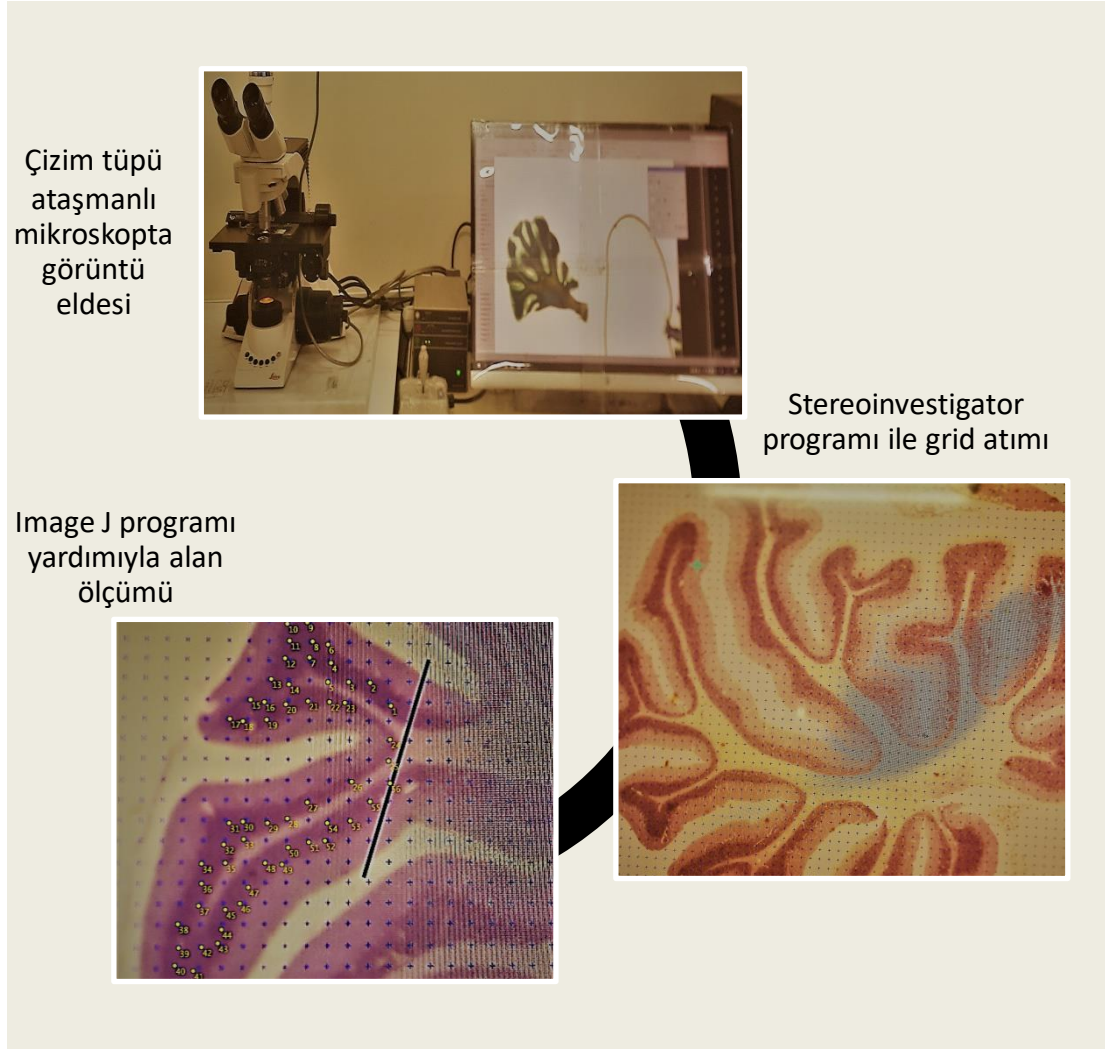 Çizim tüpü
ataşmanlı
mikroskopta
görüntü
eldesi
Stereoinvestigator
programı ile grid atımı
Image J programı
yardımıyla alan
ölçümü